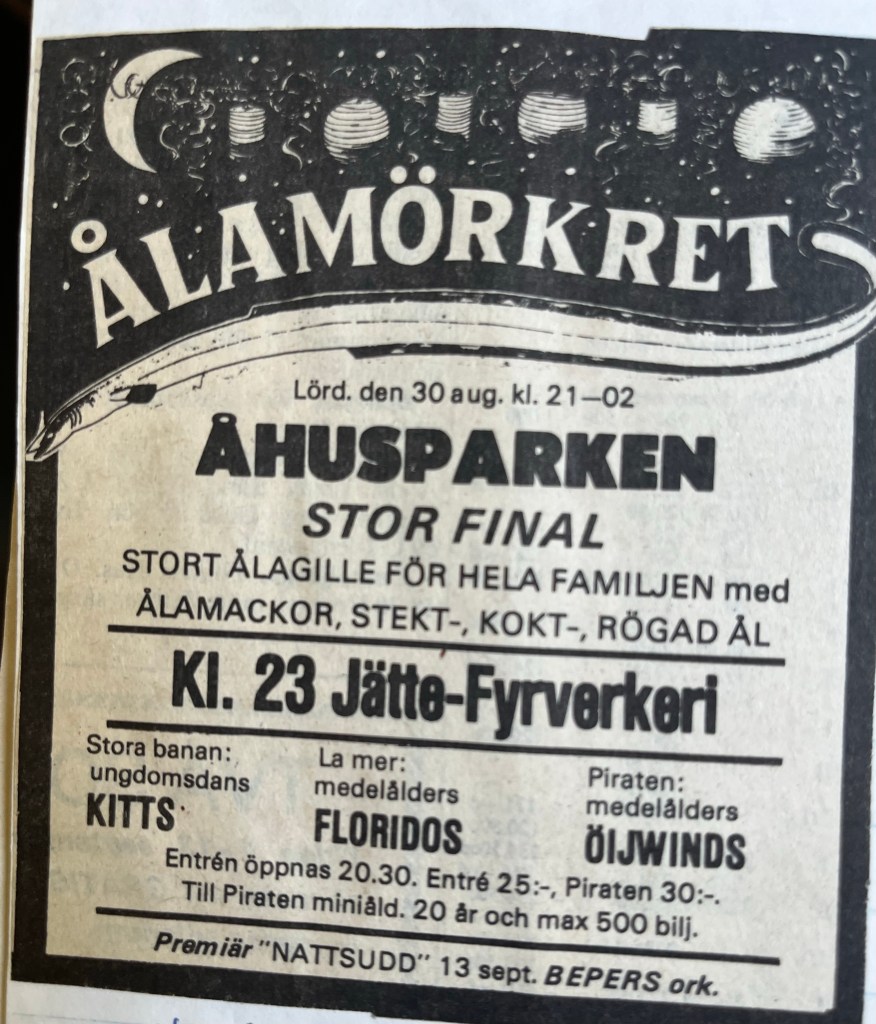 ÅLAMÖRKRET
Lörd. den 30 aug. kl. 21—02
ÅHUSPARKEN
STOR FINAL
STORT ÅLAGILLE FÖR HELA FAMILJEN med
ÅLAMACKOR, STEKT-, KOKT-, RÖGAD ÅL
Kl. 23 Jätte-Fyrverkeri
Stora banan:
ungdomsdans
KITTS
La mer:
medelålders
FLORIDOS
Piraten:
medelålders
ÖIJWINDS
Entrén öppnas 20.30. Entré 25:-, Piraten 30:-.
Till Piraten miniåld. 20 år och max 500 bilj.
Premiär "NATTSUDD" 13 sept. BEPERS ork.